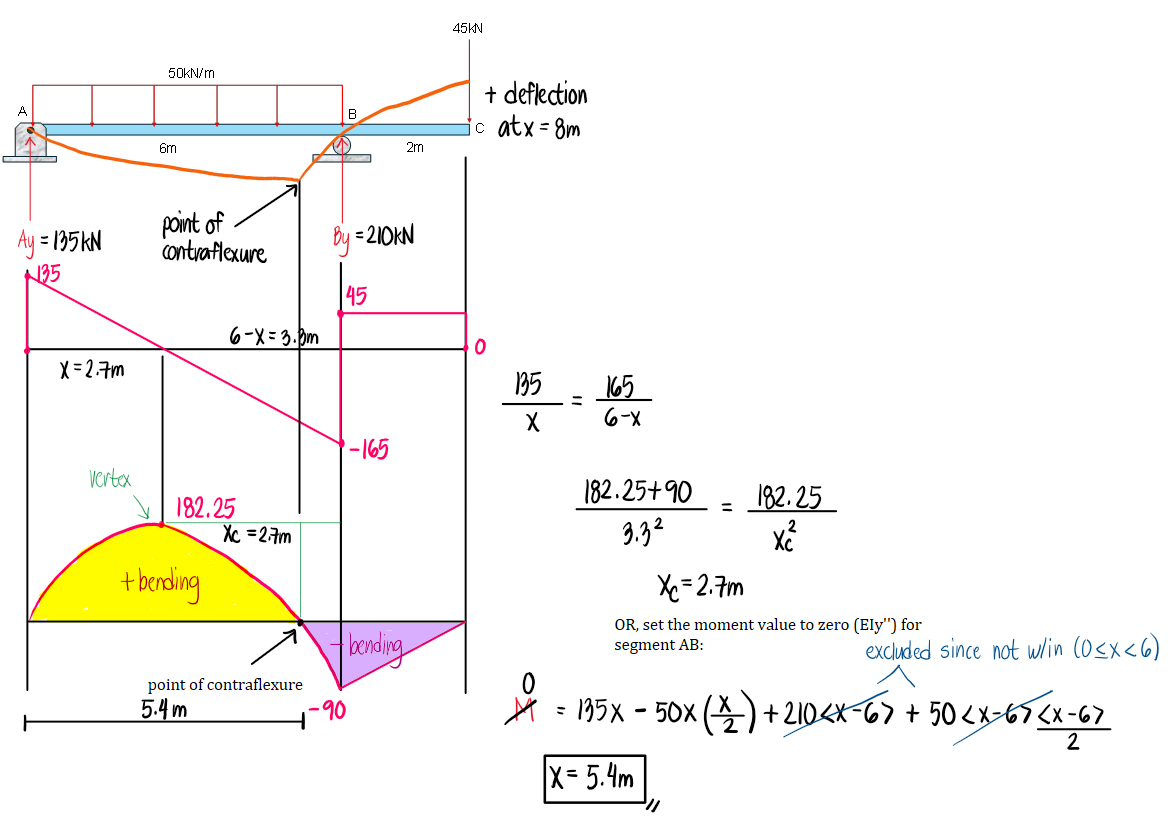 45kN
50kN/m
A
B
C
6m
2m
+ deflection
at x = 8m
point of
contraflexure
Ay = 135kN
By = 210kN
135
45
6-x = 3.3m
0
x = 2.7m
-165
135/x = 165/(6-x)
vertex
182.25
xc = 2.7m
+ bending
- bending
(182.25+90)/3.3² = 182.25/xc²
xc = 2.7m
OR, set the moment value to zero (EIy'') for
segment AB:
excluded since not w/in (0≤x<6)
point of contraflexure
5.4m
-90
0
M = 135x - 50x(x/2) + 210<x-6> + 50<x-6><x-6>/2
x = 5.4m